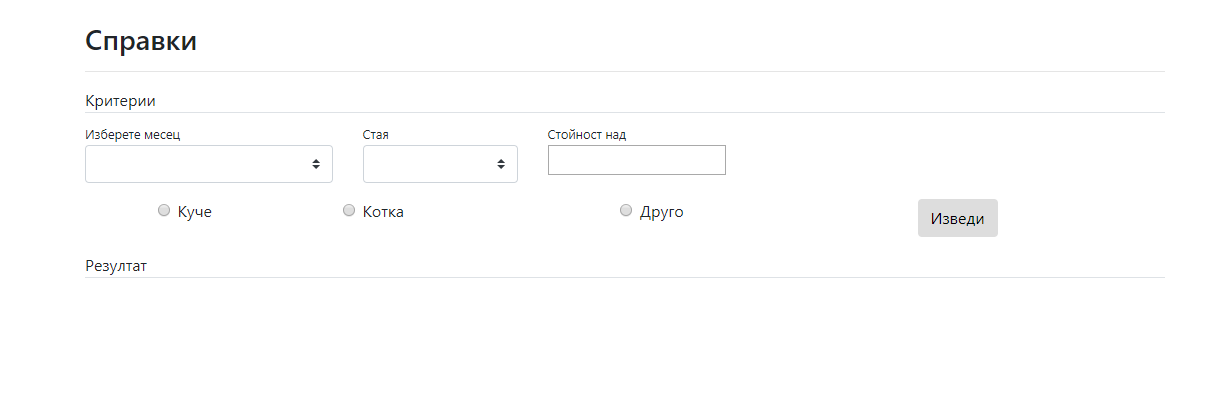 Справки
Критерии
Изберете месец Стая Стойност над
Куче Котка Друго Изведи
Резултат